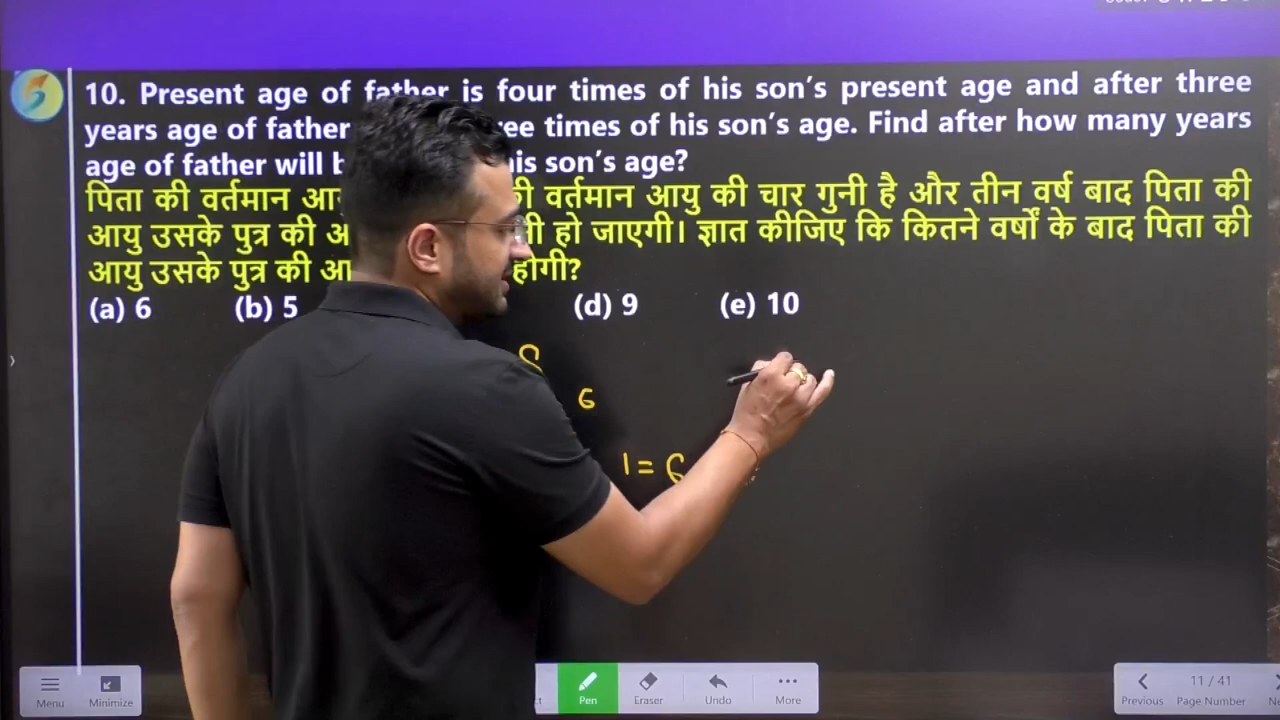 10. Present age of father is four times of his son's present age and after three
years age of father ree times of his son's age. Find after how many years
age of father will b his son's age?
पिता की वर्तमान आ की वर्तमान आयु की चार गुनी है और तीन वर्ष बाद पिता की
आयु उसके पुत्र की आ हो जाएगी। ज्ञात कीजिए कि कितने वर्षों के बाद पिता की
आयु उसके पुत्र की आ होगी?
(a) 6 (b) 5 (d) 9 (e) 10
S
6
1 = 6
Menu Minimize Pen Eraser Undo More Previous 11 / 41 Page Number